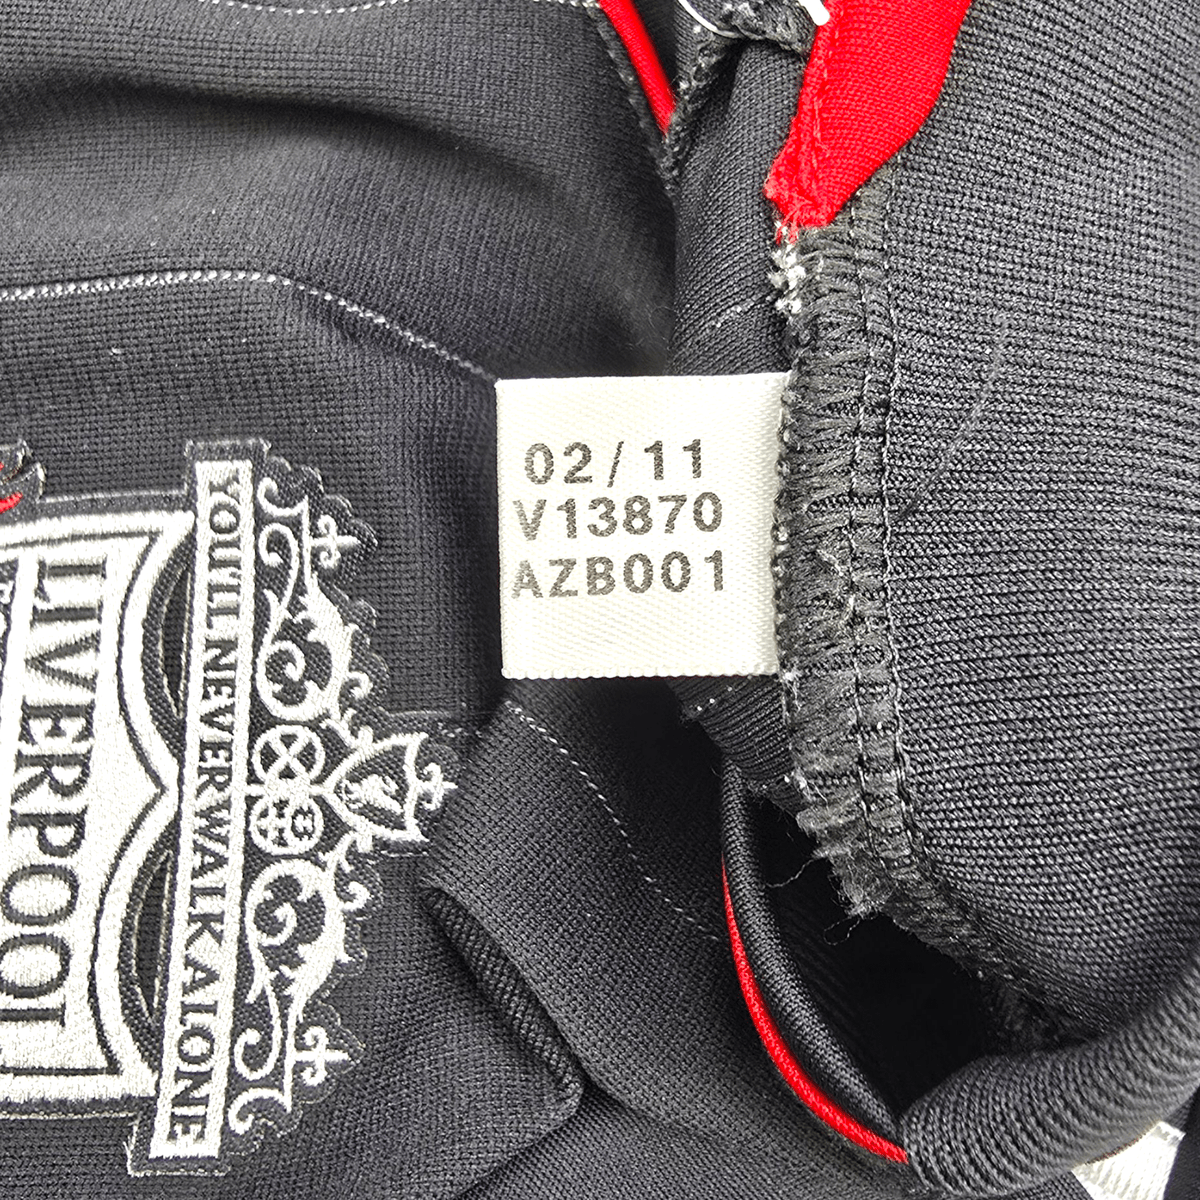 02/11
V13870
AZB001
YOU'LL NEVER WALK ALONE
LIVERPOOL